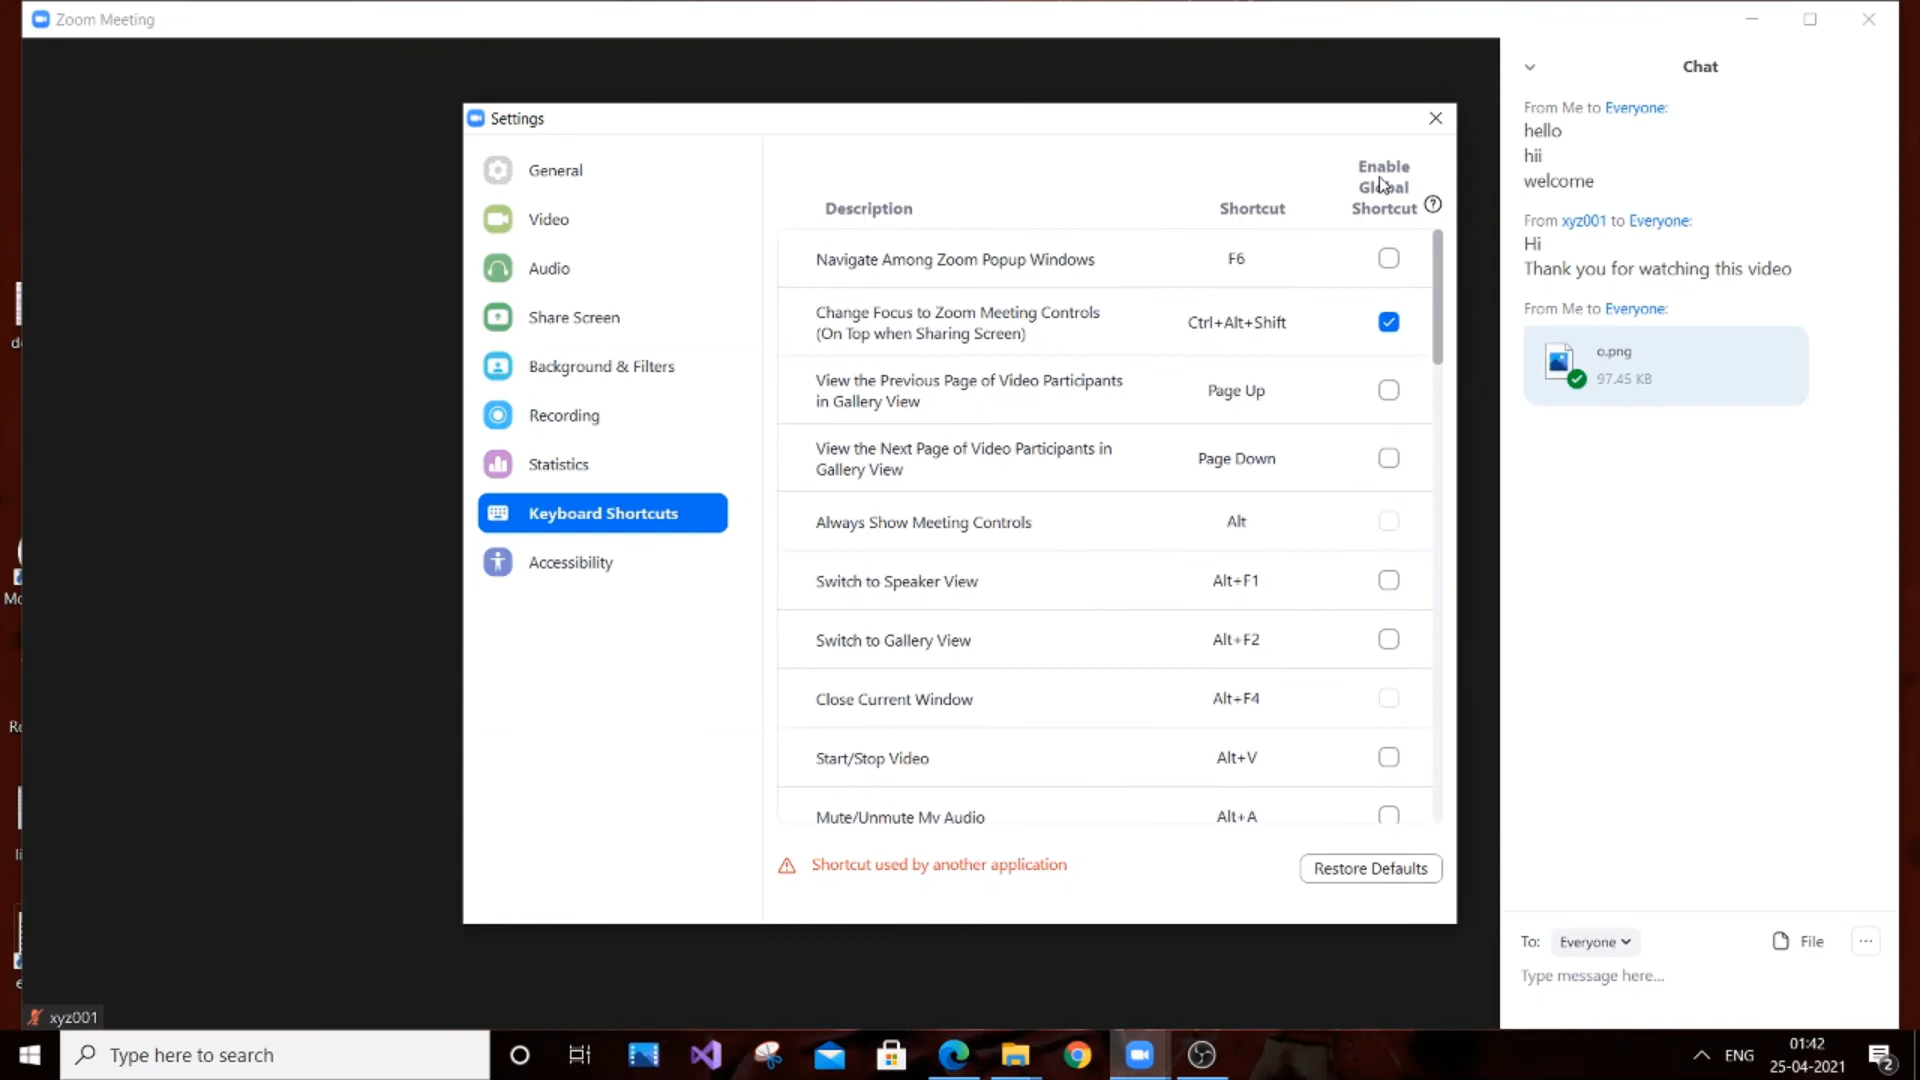 Zoom Meeting
Settings
General
Video
Audio
Share Screen
Background & Filters
Recording
Statistics
Keyboard Shortcuts
Accessibility
Enable
Global
Description Shortcut Shortcut ?
Navigate Among Zoom Popup Windows F6
Change Focus to Zoom Meeting Controls
(On Top when Sharing Screen) Ctrl+Alt+Shift
View the Previous Page of Video Participants
in Gallery View Page Up
View the Next Page of Video Participants in
Gallery View Page Down
Always Show Meeting Controls Alt
Switch to Speaker View Alt+F1
Switch to Gallery View Alt+F2
Close Current Window Alt+F4
Start/Stop Video Alt+V
Mute/Unmute My Audio Alt+A
Shortcut used by another application
Restore Defaults
Chat
From Me to Everyone:
hello
hii
welcome
From xyz001 to Everyone:
Hi
Thank you for watching this video
From Me to Everyone:
o.png
97.45 KB
To: Everyone File ...
Type message here...
xyz001
Type here to search
ENG
01:42
25-04-2021
2